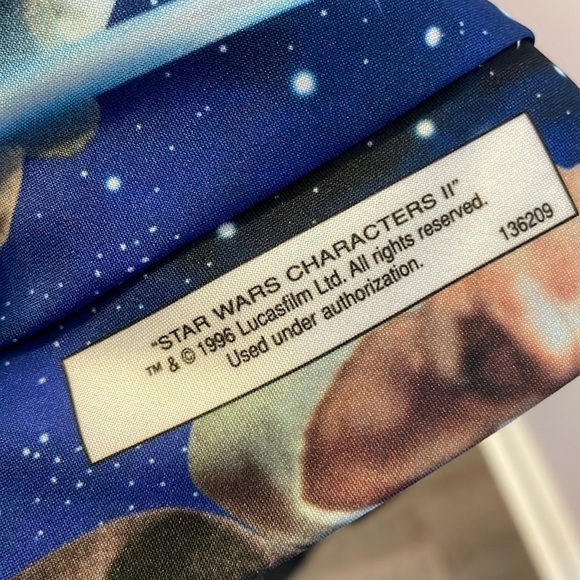 "STAR WARS CHARACTERS II"
™ & © 1996 Lucasfilm Ltd. All rights reserved.
Used under authorization.
136209